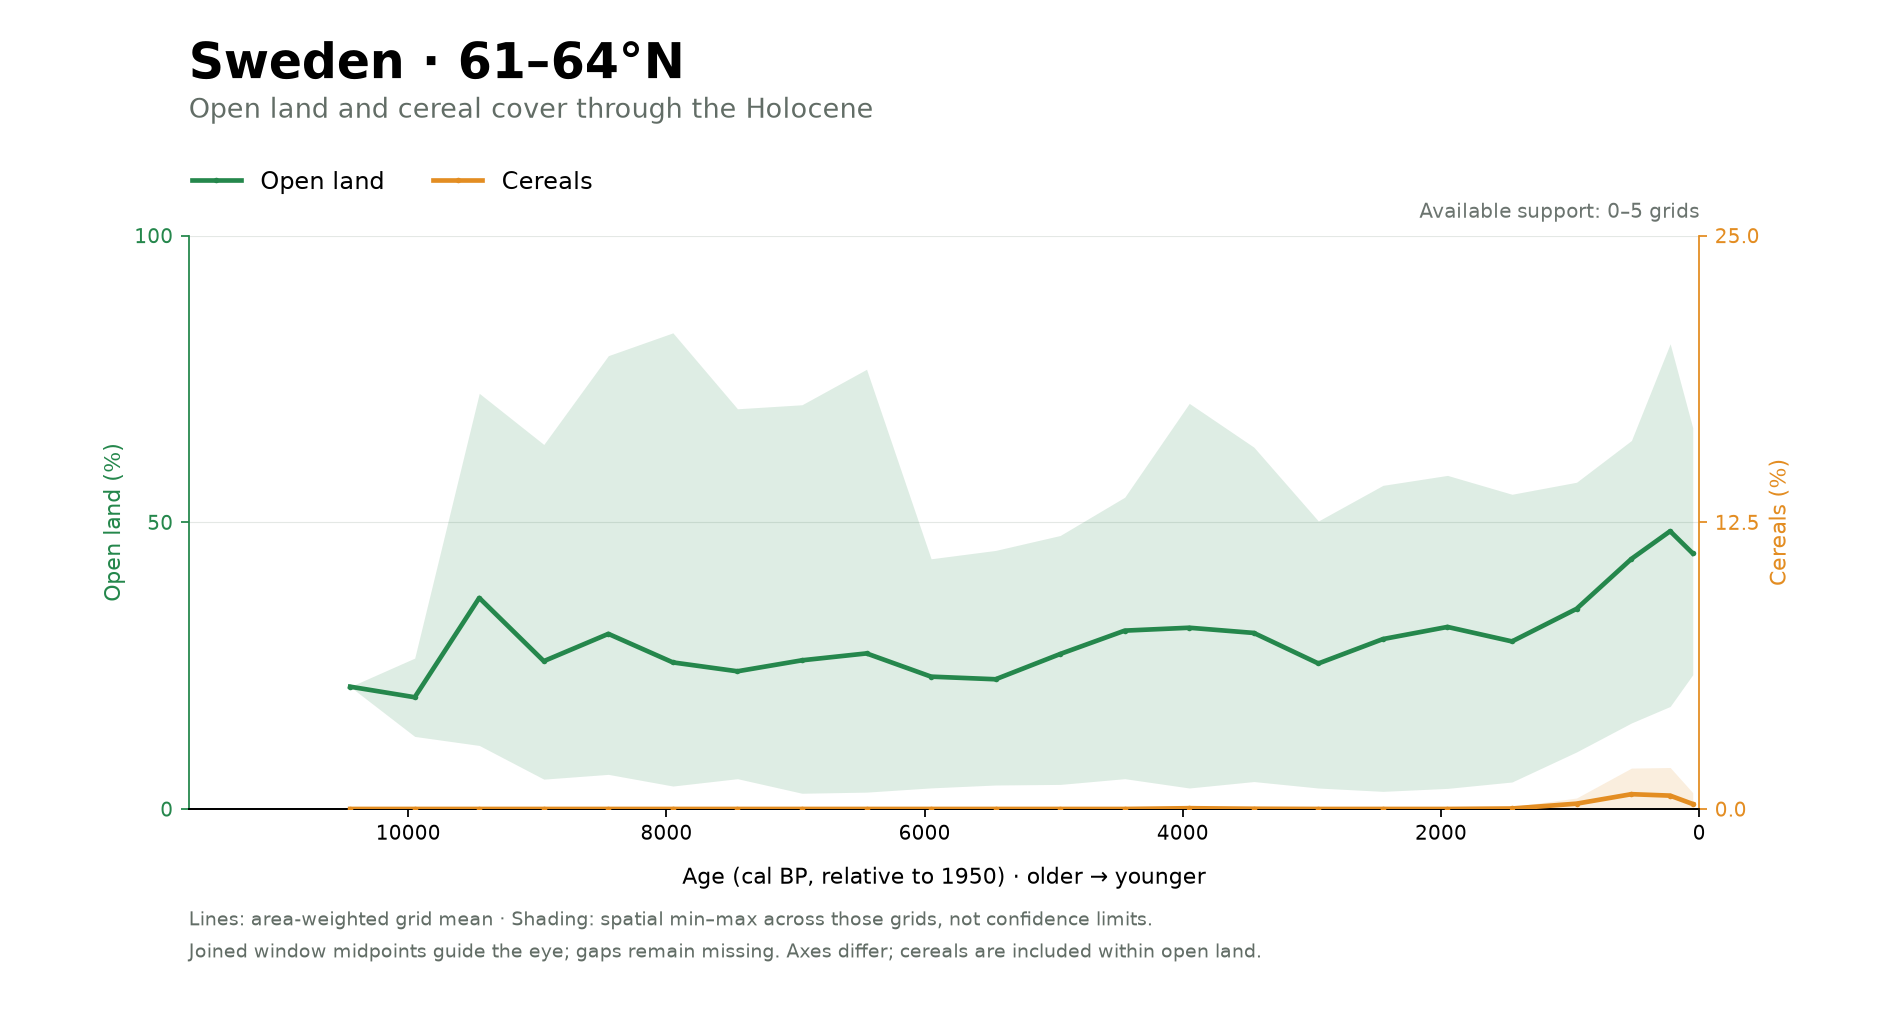 Sweden · 61–64°N
Open land and cereal cover through the Holocene
Open land
Cereals
Available support: 0–5 grids
100
50
0
Open land (%)
25.0
12.5
0.0
Cereals (%)
10000
8000
6000
4000
2000
0
Age (cal BP, relative to 1950) · older → younger
Lines: area-weighted grid mean · Shading: spatial min–max across those grids, not confidence limits.
Joined window midpoints guide the eye; gaps remain missing. Axes differ; cereals are included within open land.